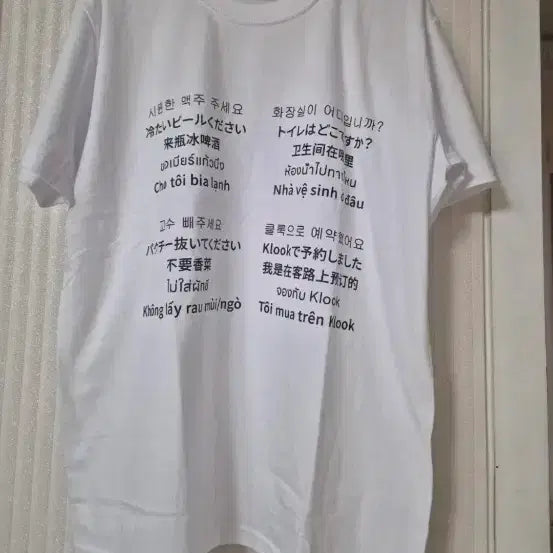 시원한 맥주 주세요
冷たいビールください
来瓶冰啤酒
ขอเบียร์แก้วนึง
Cho tôi bia lạnh
화장실이 어디입니까?
トイレはどこですか?
卫生间在哪里
ห้องน้ำไปทางไหน
Nhà vệ sinh ở đâu
고수 빼주세요
パクチー抜いてください
不要香菜
ไม่ใส่ผักชี
Không lấy rau mùi/ngò
클룩으로 예약했어요
Klookで予約しました
我是在客路上预订的
จองกับ Klook
Tôi mua trên Klook